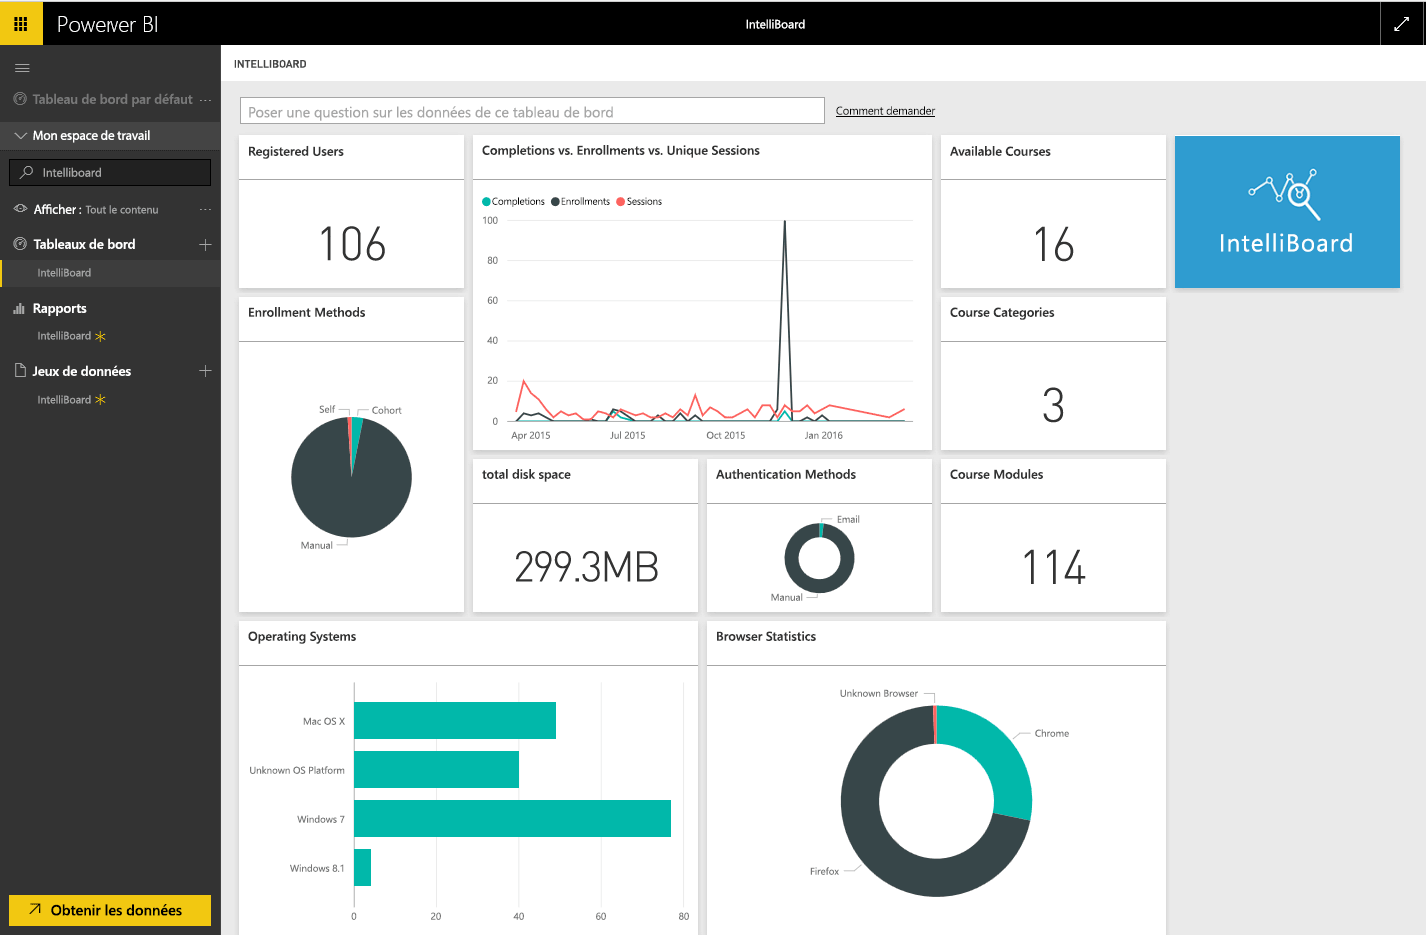 Powerver BI
IntelliBoard
INTELLIBOARD
Tableau de bord par défaut ...
Mon espace de travail
Intelliboard
Afficher : Tout le contenu ...
Tableaux de bord
IntelliBoard
Rapports
IntelliBoard
Jeux de données
IntelliBoard
Obtenir les données
Poser une question sur les données de ce tableau de bord
Comment demander
Registered Users
106
Completions vs. Enrollments vs. Unique Sessions
Completions Enrollments Sessions
100
80
60
40
20
0
Apr 2015 Jul 2015 Oct 2015 Jan 2016
Available Courses
16
IntelliBoard
Enrollment Methods
Self Cohort
Manual
Course Categories
3
total disk space
299.3MB
Authentication Methods
Email
Manual
Course Modules
114
Operating Systems
Mac OS X
Unknown OS Platform
Windows 7
Windows 8.1
0 20 40 60 80
Browser Statistics
Unknown Browser
Chrome
Firefox